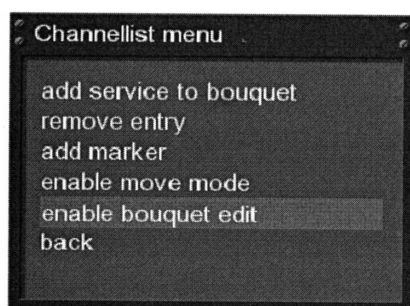 Channellist menu
add service to bouquet
remove entry
add marker
enable move mode
enable bouquet edit
back